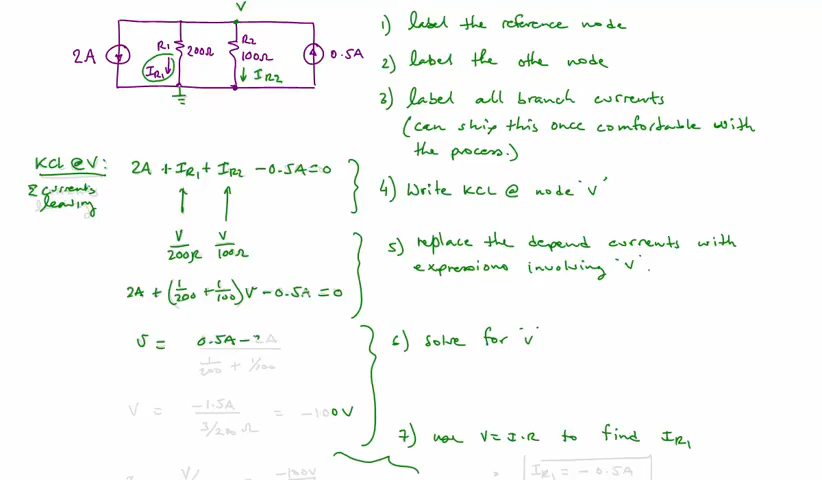 V
2A
R1
200Ω
IR1
R2
100Ω
IR2
0.5A
1) label the reference node
2) label the othe node
3) label all branch currents
(can skip this once comfortable with
the process.)
KCL @ V:
Σ currents
leaving
2A + IR1 + IR2 - 0.5A = 0
4) Write KCL @ node "V"
V/200Ω V/100Ω
5) replace the depend currents with
expressions involving "V".
2A + (1/200 + 1/100) V - 0.5A = 0
V = 0.5A - 2A
1/200 + 1/100
6) solve for "V"
V = -1.5A / 3/200 Ω = -100V
7) use V = I·R to find IR1
V/
-100V
IR1 = -0.5A